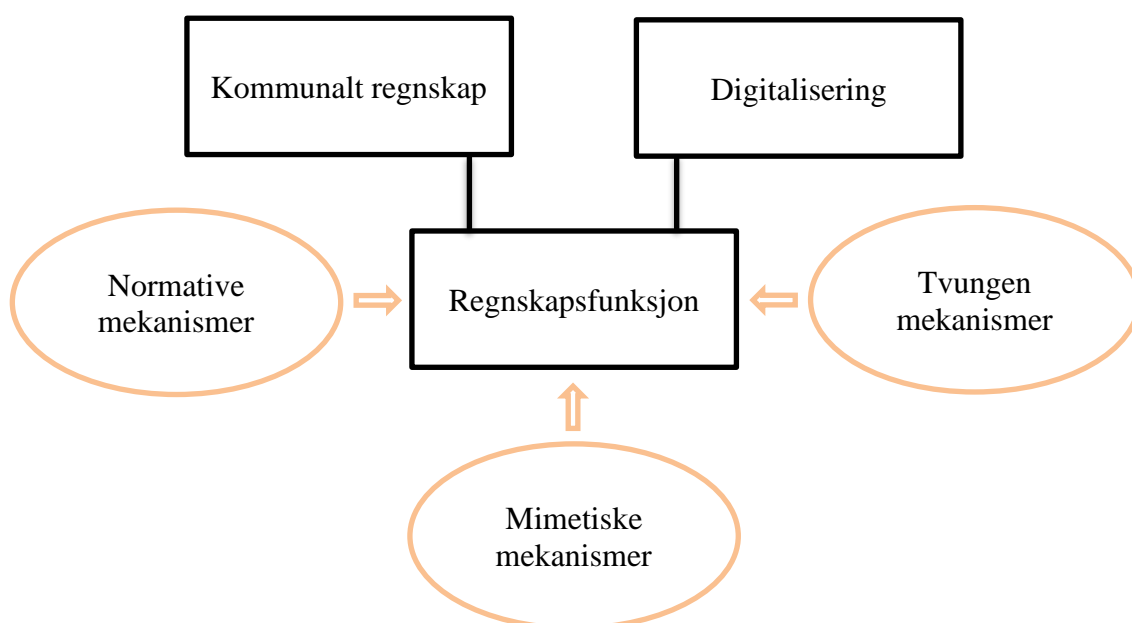 Kommunalt regnskap
Digitalisering
Normative
mekanismer
Regnskapsfunksjon
Tvungen
mekanismer
Mimetiske
mekanismer